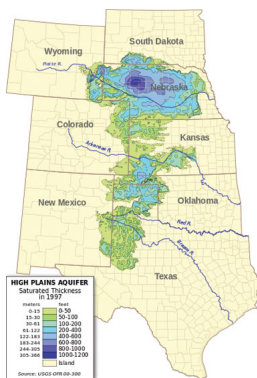 South Dakota
Wyoming
Platte R.
Nebraska
Colorado
Kansas
Arkansas R.
New Mexico
Oklahoma
Red R.
Brazos R.
Texas
HIGH PLAINS AQUIFER
Saturated Thickness
in 1997
meters feet
0-15 0-50
15-30 50-100
30-61 100-200
61-122 200-400
122-183 400-600
183-244 600-800
244-305 800-1000
305-366 1000-1200
Island
Source: USGS OFR 00-300